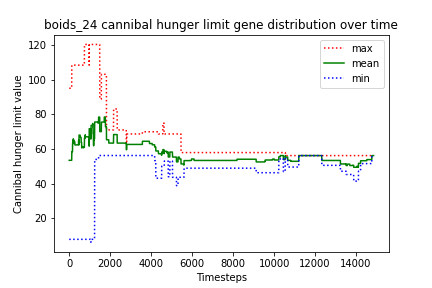 boids_24 cannibal hunger limit gene distribution over time
Cannibal hunger limit value
120
100
80
60
40
20
max
mean
min
0 2000 4000 6000 8000 10000 12000 14000
Timesteps